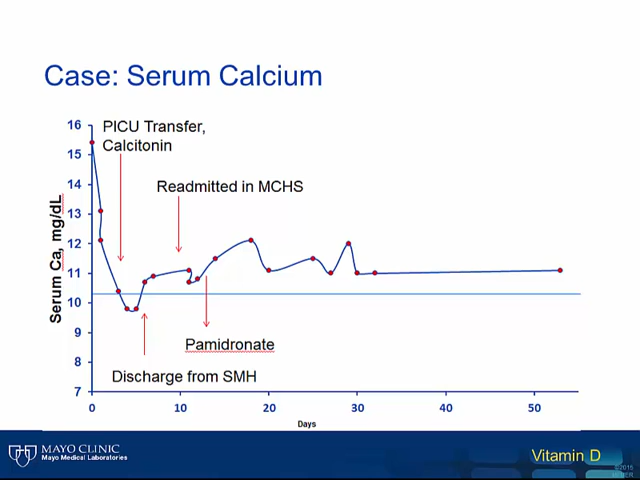 Case: Serum Calcium
16
15
14
13
12
11
10
9
8
7
Serum Ca, mg/dL
PICU Transfer,
Calcitonin
Readmitted in MCHS
Pamidronate
Discharge from SMH
0 10 20 30 40 50
Days
MAYO CLINIC
Mayo Medical Laboratories
Vitamin D